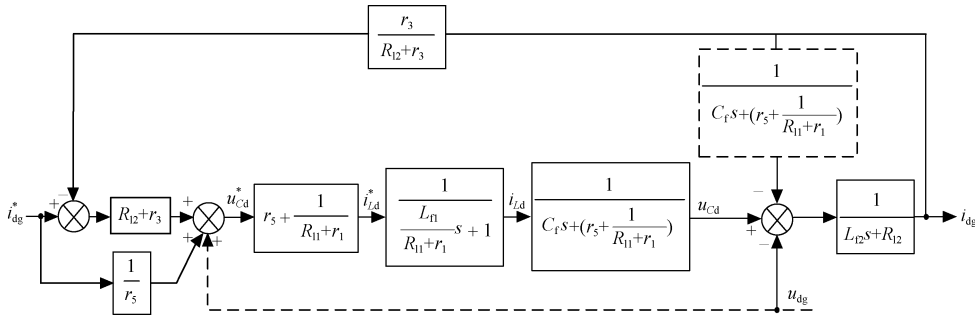 r3
Rl2+r3
1
Cfs+(r5+ 1 )
Rl1+r1
−
−
i*dg
+
Rl2+r3
+
+
+
u*Cd
r5 + 1
Rl1+r1
i*Ld
1
Lf1
Rl1+r1 s + 1
iLd
1
Cfs+(r5+ 1 )
Rl1+r1
uCd
+
−
1
Lf2s+Rl2
idg
1
r5
udg